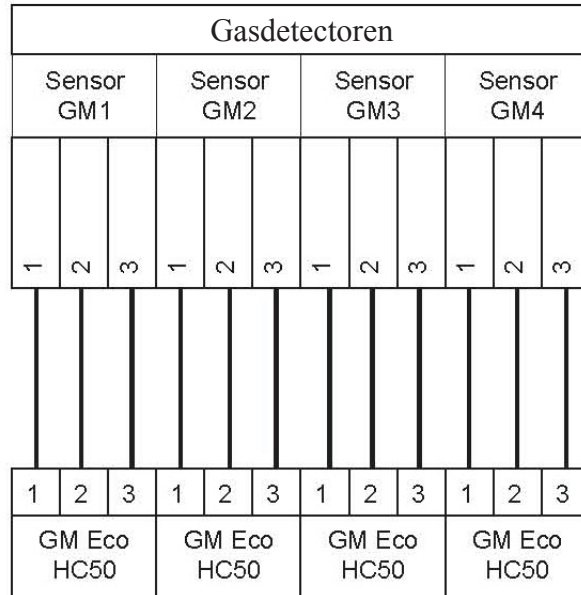 Gasdetectoren
Sensor GM1 Sensor GM2 Sensor GM3 Sensor GM4
1 2 3 1 2 3 1 2 3 1 2 3
1 2 3 1 2 3 1 2 3 1 2 3
GM Eco HC50 GM Eco HC50 GM Eco HC50 GM Eco HC50